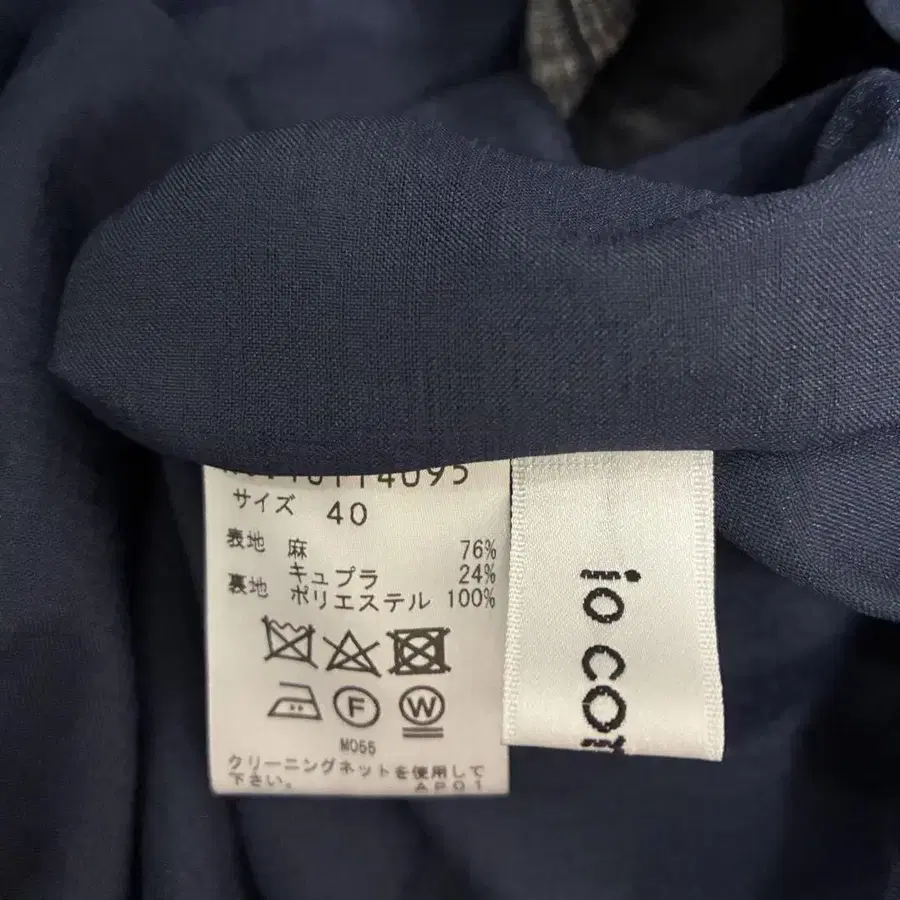 サイズ 40
表地 麻 76%
キュプラ 24%
裏地 ポリエステル 100%
F W
M055
クリーニングネットを使用して
下さい。 AP01
io co